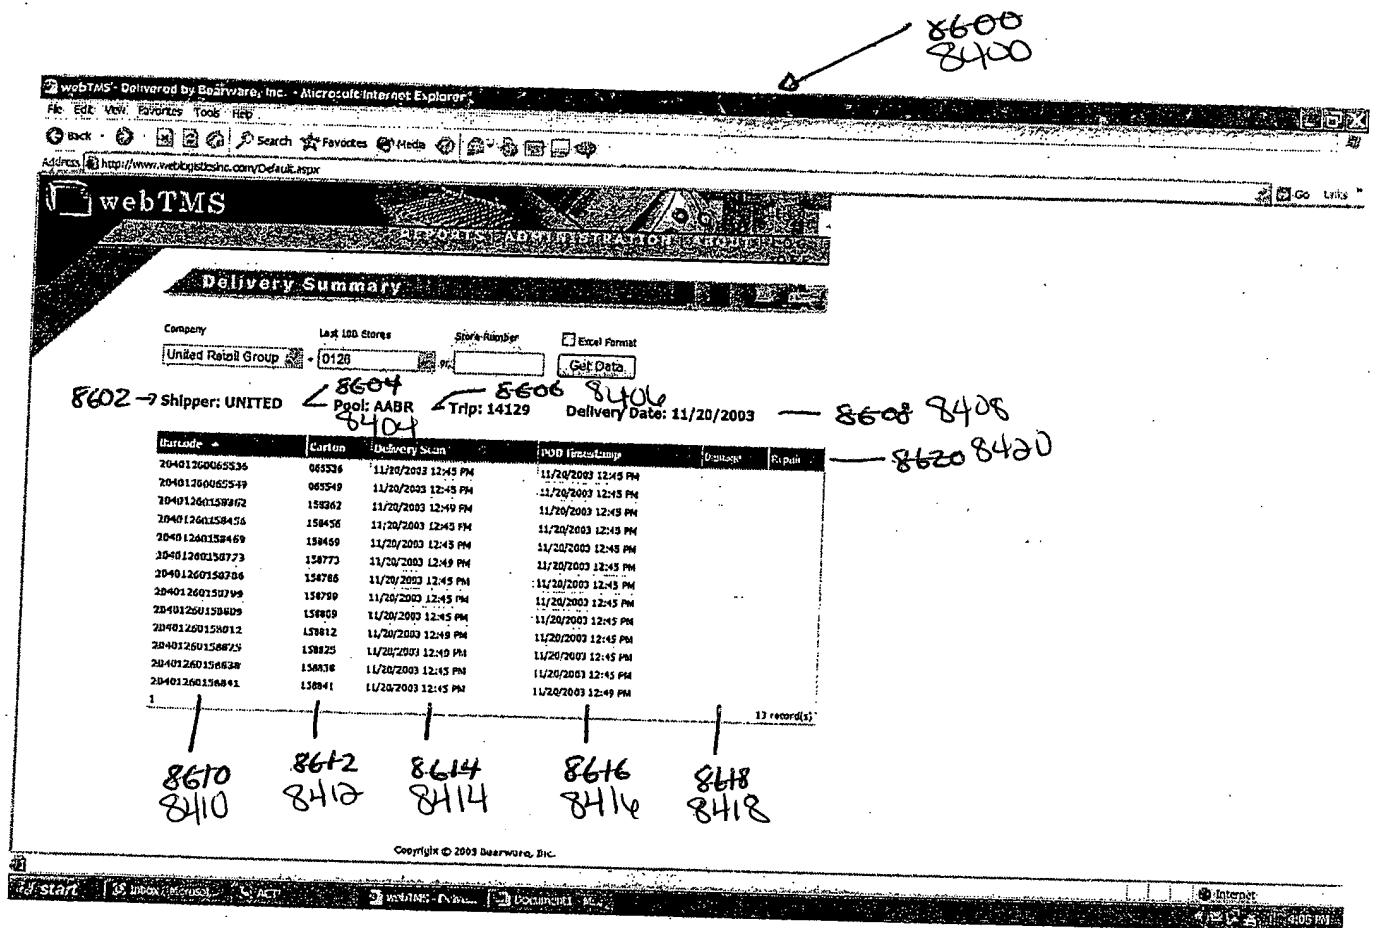 8600
8400
webTMS - Delivered by Bearware, Inc. - Microsoft Internet Explorer
File Edit View Favorites Tools Help
Back Search Favorites Media
Address http://www.weblogisticsinc.com/Default.aspx Go Links »
webTMS
REPORTS | ADMINISTRATION | ABOUT |
Delivery Summary
Company Last 100 Stores Store Number Excel Format
United Retail Group - 0126 or Get Data
8604 8606 8406
8602 Shipper: UNITED Pool: AABR Trip: 14129 Delivery Date: 11/20/2003 8608 8408
8404
Barcode Carton Delivery Scan POD Timestamp Damage Repair 8620 8420
20401260065536 065536 11/20/2003 12:45 PM 11/20/2003 12:45 PM
20401260065549 065549 11/20/2003 12:45 PM 11/20/2003 12:45 PM
20401260158362 158362 11/20/2003 12:49 PM 11/20/2003 12:45 PM
20401260158456 158456 11/20/2003 12:45 PM 11/20/2003 12:45 PM
20401260158469 158469 11/20/2003 12:45 PM 11/20/2003 12:45 PM
20401260158773 158773 11/20/2003 12:49 PM 11/20/2003 12:45 PM
20401260158786 158786 11/20/2003 12:45 PM 11/20/2003 12:45 PM
20401260158799 158799 11/20/2003 12:45 PM 11/20/2003 12:45 PM
20401260158809 158809 11/20/2003 12:45 PM 11/20/2003 12:45 PM
20401260158812 158812 11/20/2003 12:49 PM 11/20/2003 12:45 PM
20401260158825 158825 11/20/2003 12:49 PM 11/20/2003 12:45 PM
20401260158838 158838 11/20/2003 12:45 PM 11/20/2003 12:45 PM
20401260158841 158841 11/20/2003 12:45 PM 11/20/2003 12:49 PM
1 13 record(s)
8610 8612 8614 8616 8618
8410 8412 8414 8416 8418
Copyright © 2003 Bearware, Inc.
Internet
start Inbox - Microsoft ACT webTMS - Delive... Document1 - Mi... 4:05 PM